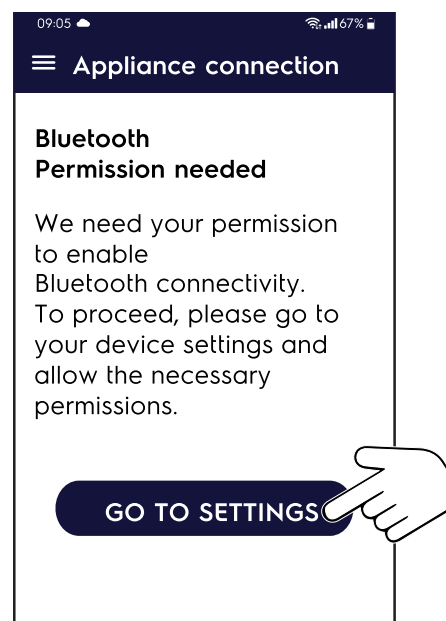 09:05 67%
Appliance connection
Bluetooth
Permission needed
We need your permission
to enable
Bluetooth connectivity.
To proceed, please go to
your device settings and
allow the necessary
permissions.
GO TO SETTINGS